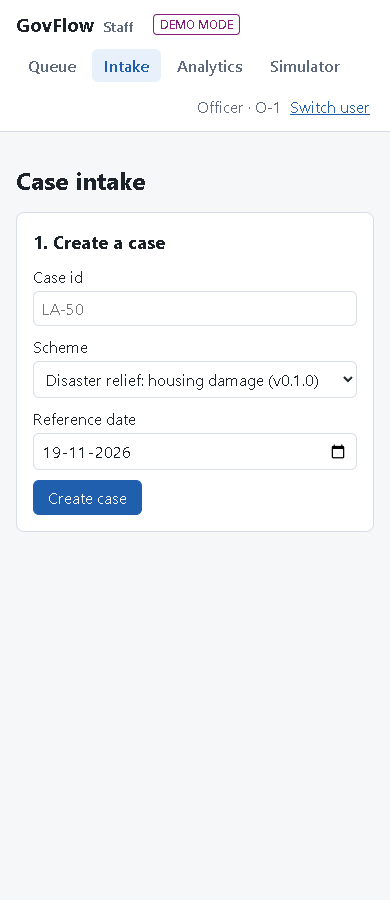 GovFlow Staff DEMO MODE
Queue Intake Analytics Simulator
Officer · O-1 Switch user
Case intake
1. Create a case
Case id
LA-50
Scheme
Disaster relief: housing damage (v0.1.0)
Reference date
19-11-2026
Create case